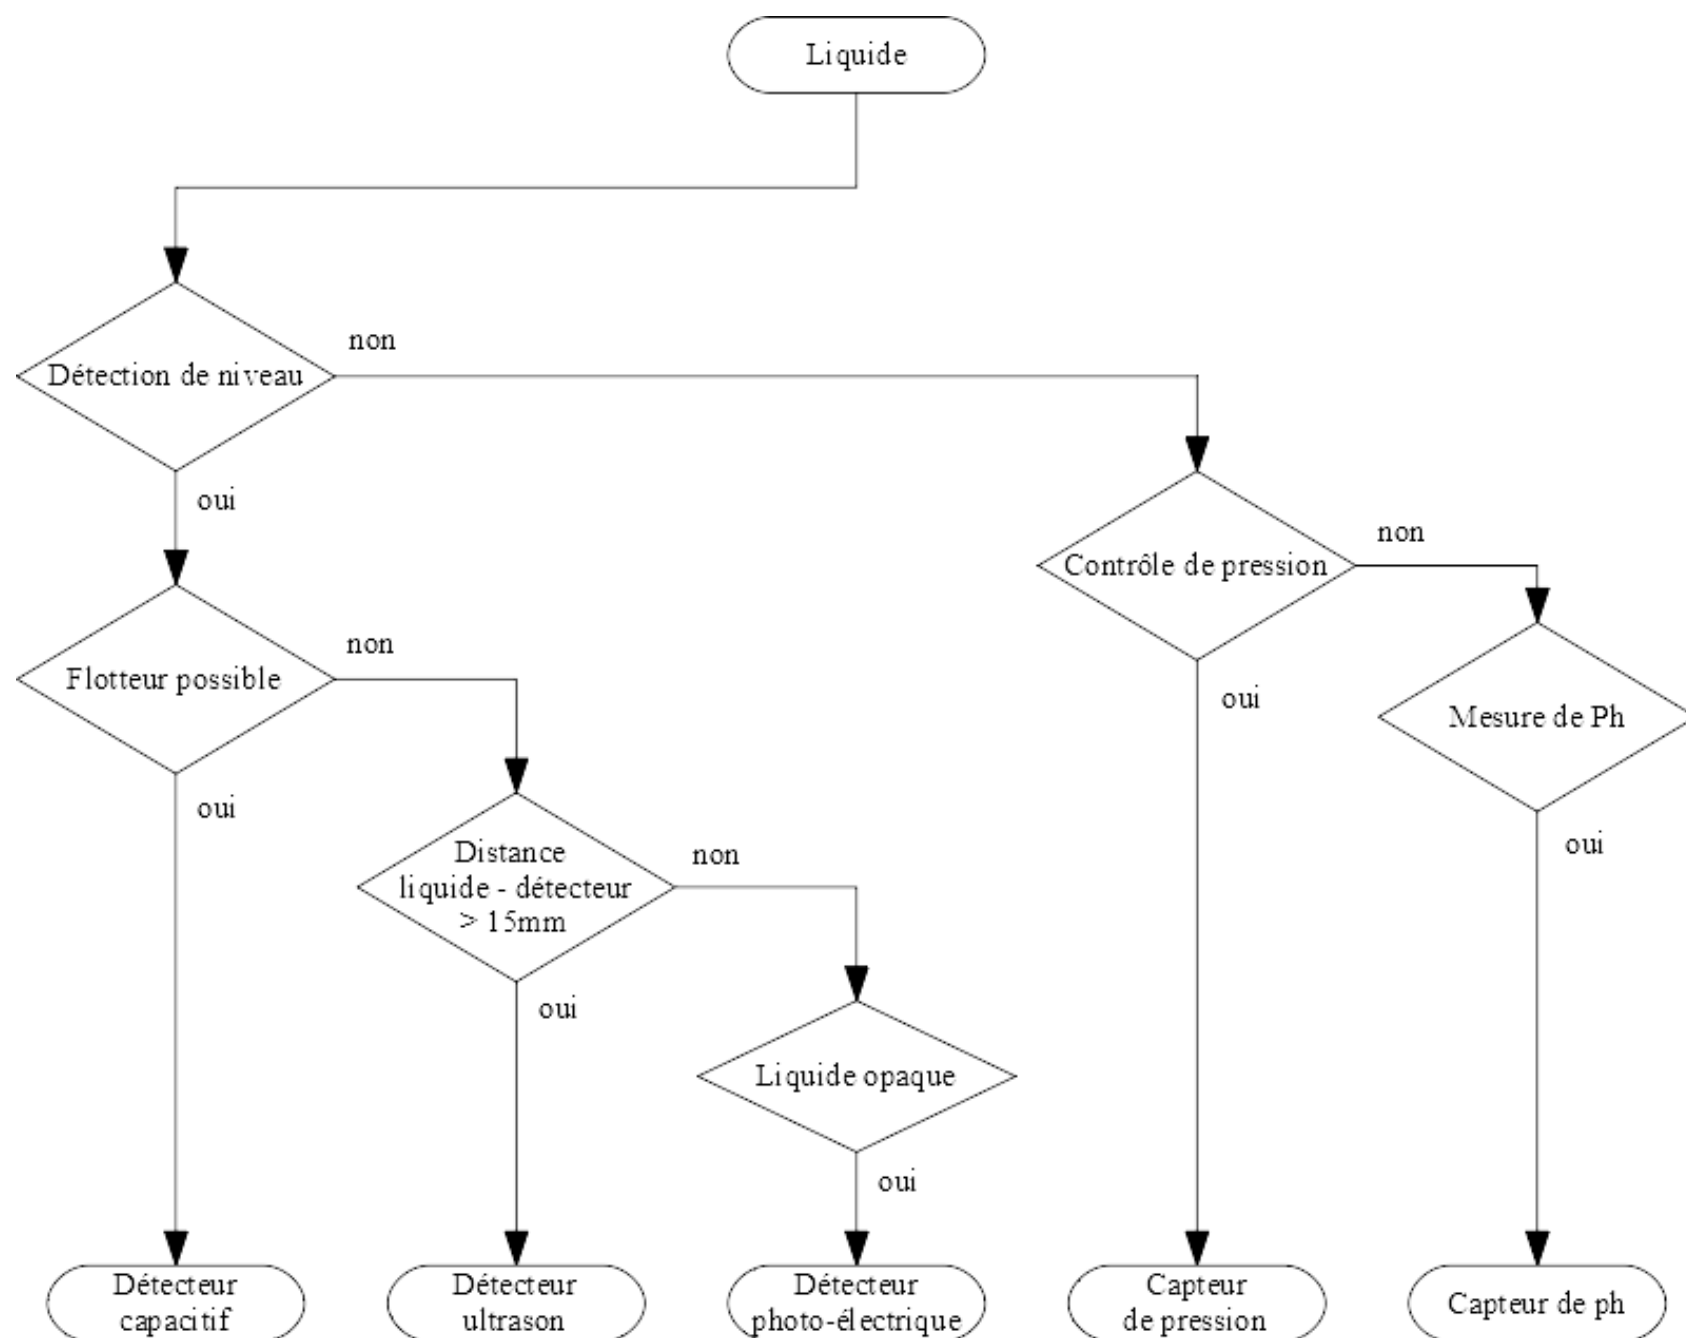 Liquide
non
Détection de niveau
oui
non
Contrôle de pression
non
Flotteur possible
oui
Mesure de Ph
oui
Distance
liquide - détecteur
> 15mm
non
oui
oui
Liquide opaque
oui
Détecteur
capacitif
Détecteur
ultrason
Détecteur
photo-électrique
Capteur
de pression
Capteur de ph